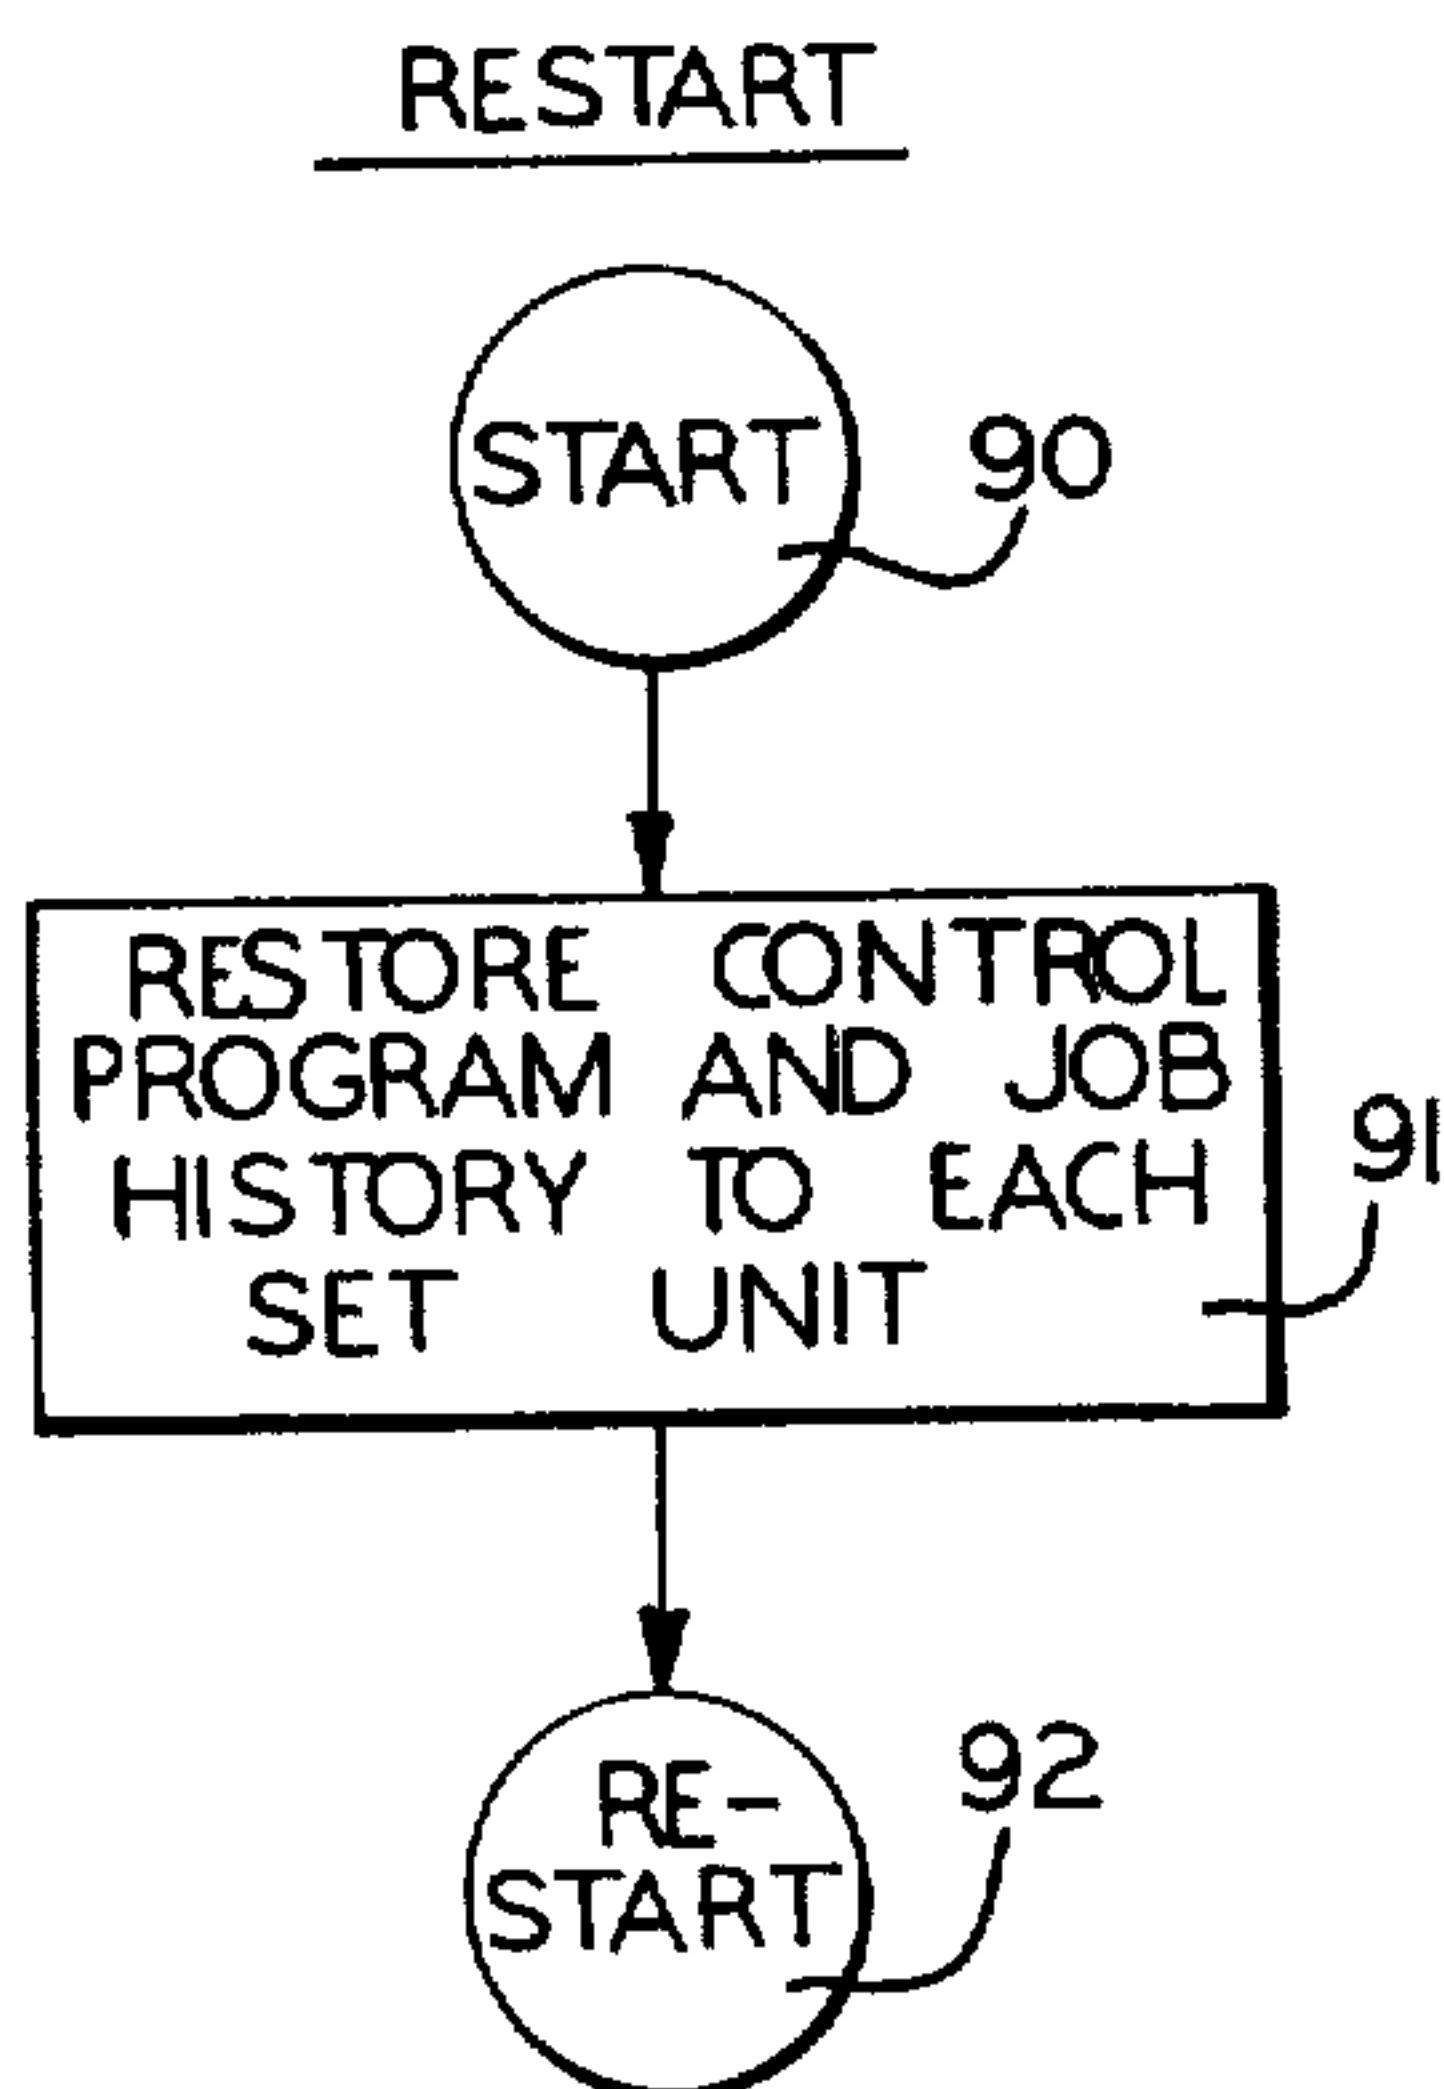 RESTART
START
90
RESTORE CONTROL
PROGRAM AND JOB
HISTORY TO EACH
SET UNIT
91
RE-
START
92